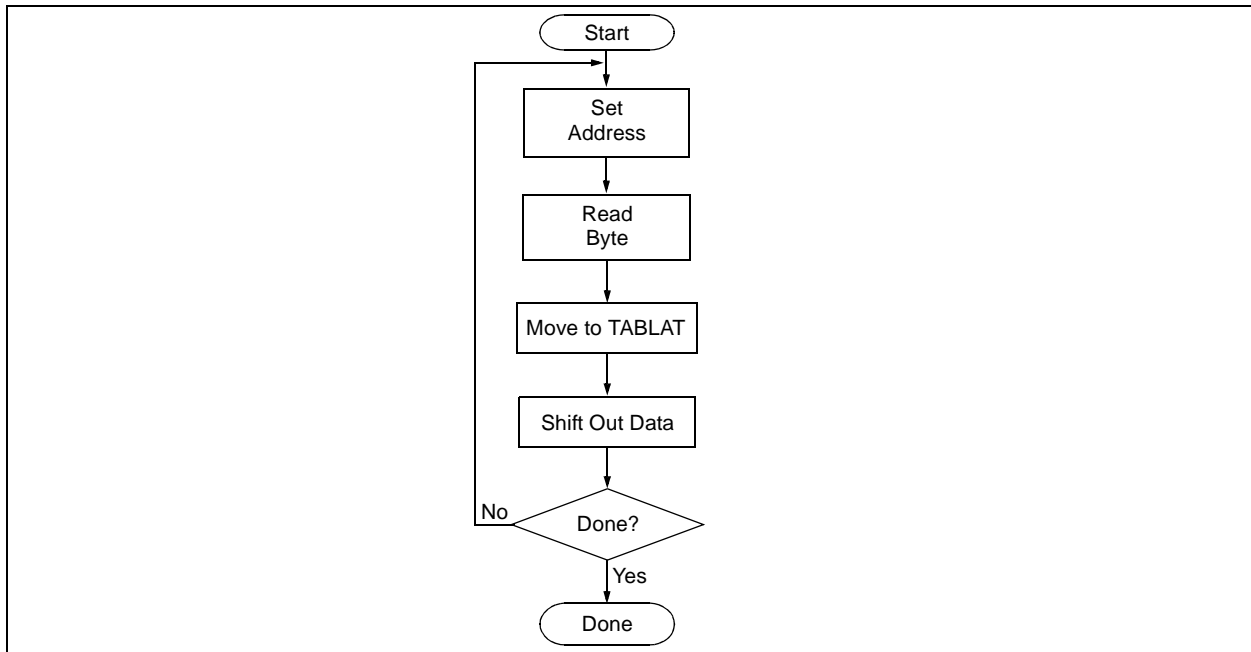 Start
Set
Address
Read
Byte
Move to TABLAT
Shift Out Data
No
Done?
Yes
Done